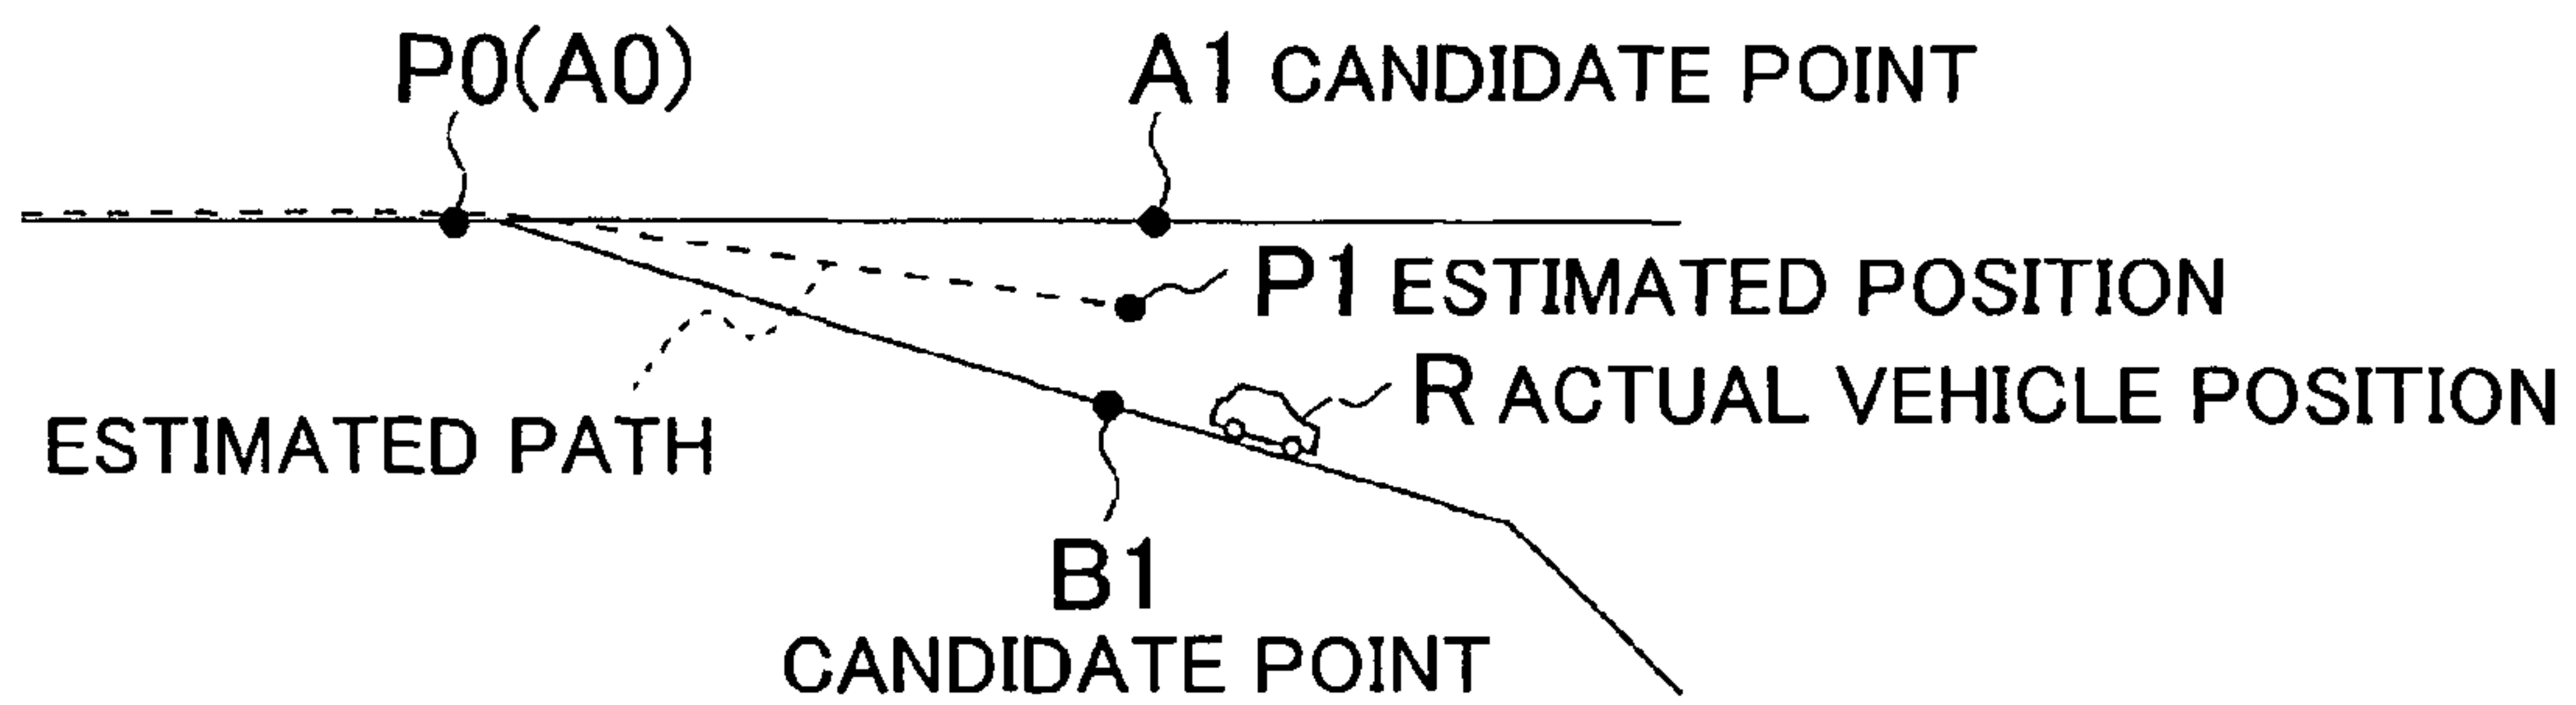 P0(A0)
A1 CANDIDATE POINT
P1 ESTIMATED POSITION
R ACTUAL VEHICLE POSITION
ESTIMATED PATH
B1
CANDIDATE POINT